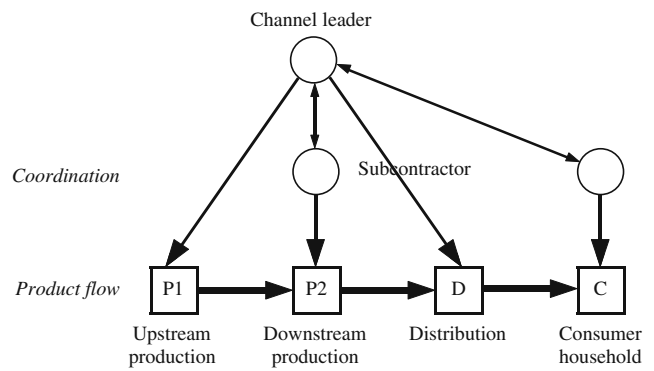 Channel leader
Coordination
Subcontractor
Product flow
P1
P2
D
C
Upstream
production
Downstream
production
Distribution
Consumer
household